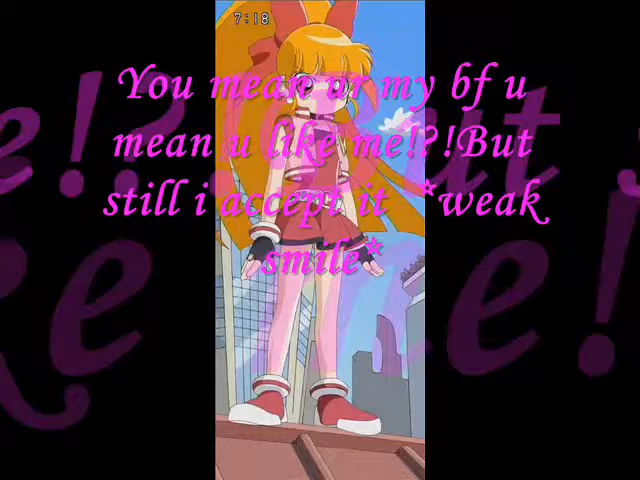 7:18
You mean ur my bf u
mean u like me!?!But
still i accept it *weak
smile*